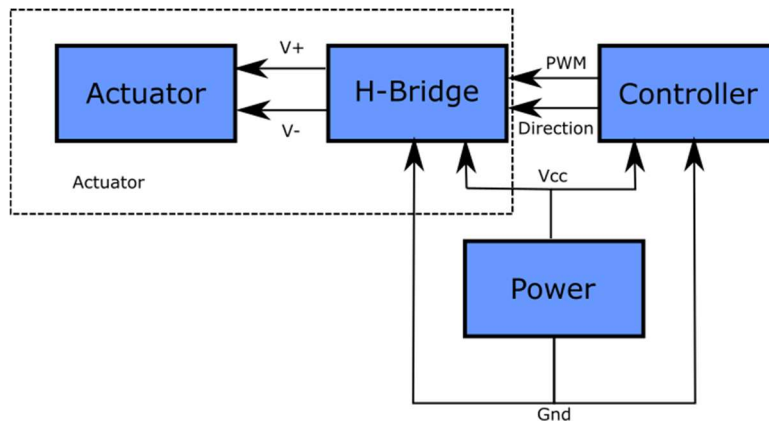 V+
PWM
Actuator
H-Bridge
Controller
V-
Direction
Actuator
Vcc
Power
Gnd